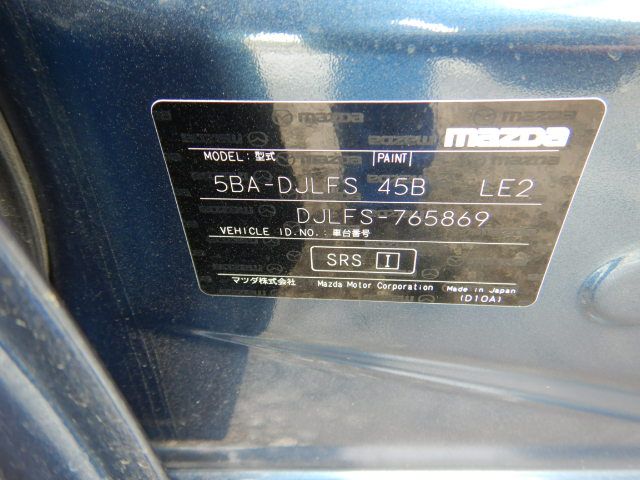 mazda
MODEL:型式 PAINT
5BA-DJLFS 45B LE2
DJLFS-765869
VEHICLE ID.NO.:車台番号
SRS I
マツダ株式会社 Mazda Motor Corporation Made in Japan
(D10A)